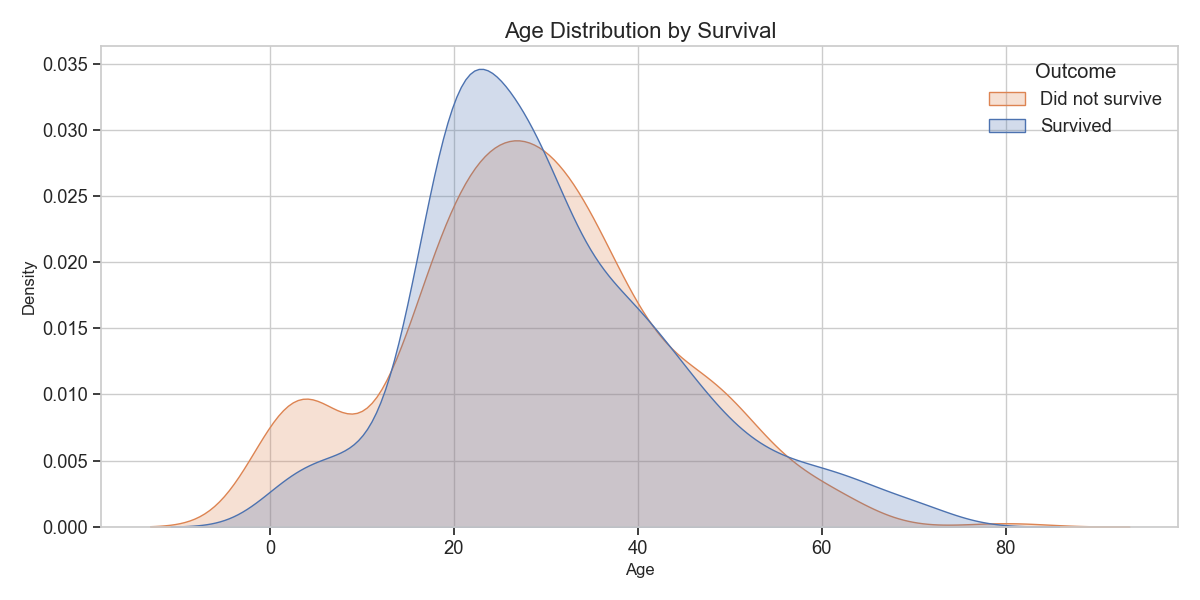 Age Distribution by Survival
0.035
0.030
0.025
0.020
0.015
0.010
0.005
0.000
Density
Outcome
Did not survive
Survived
0 20 40 60 80
Age